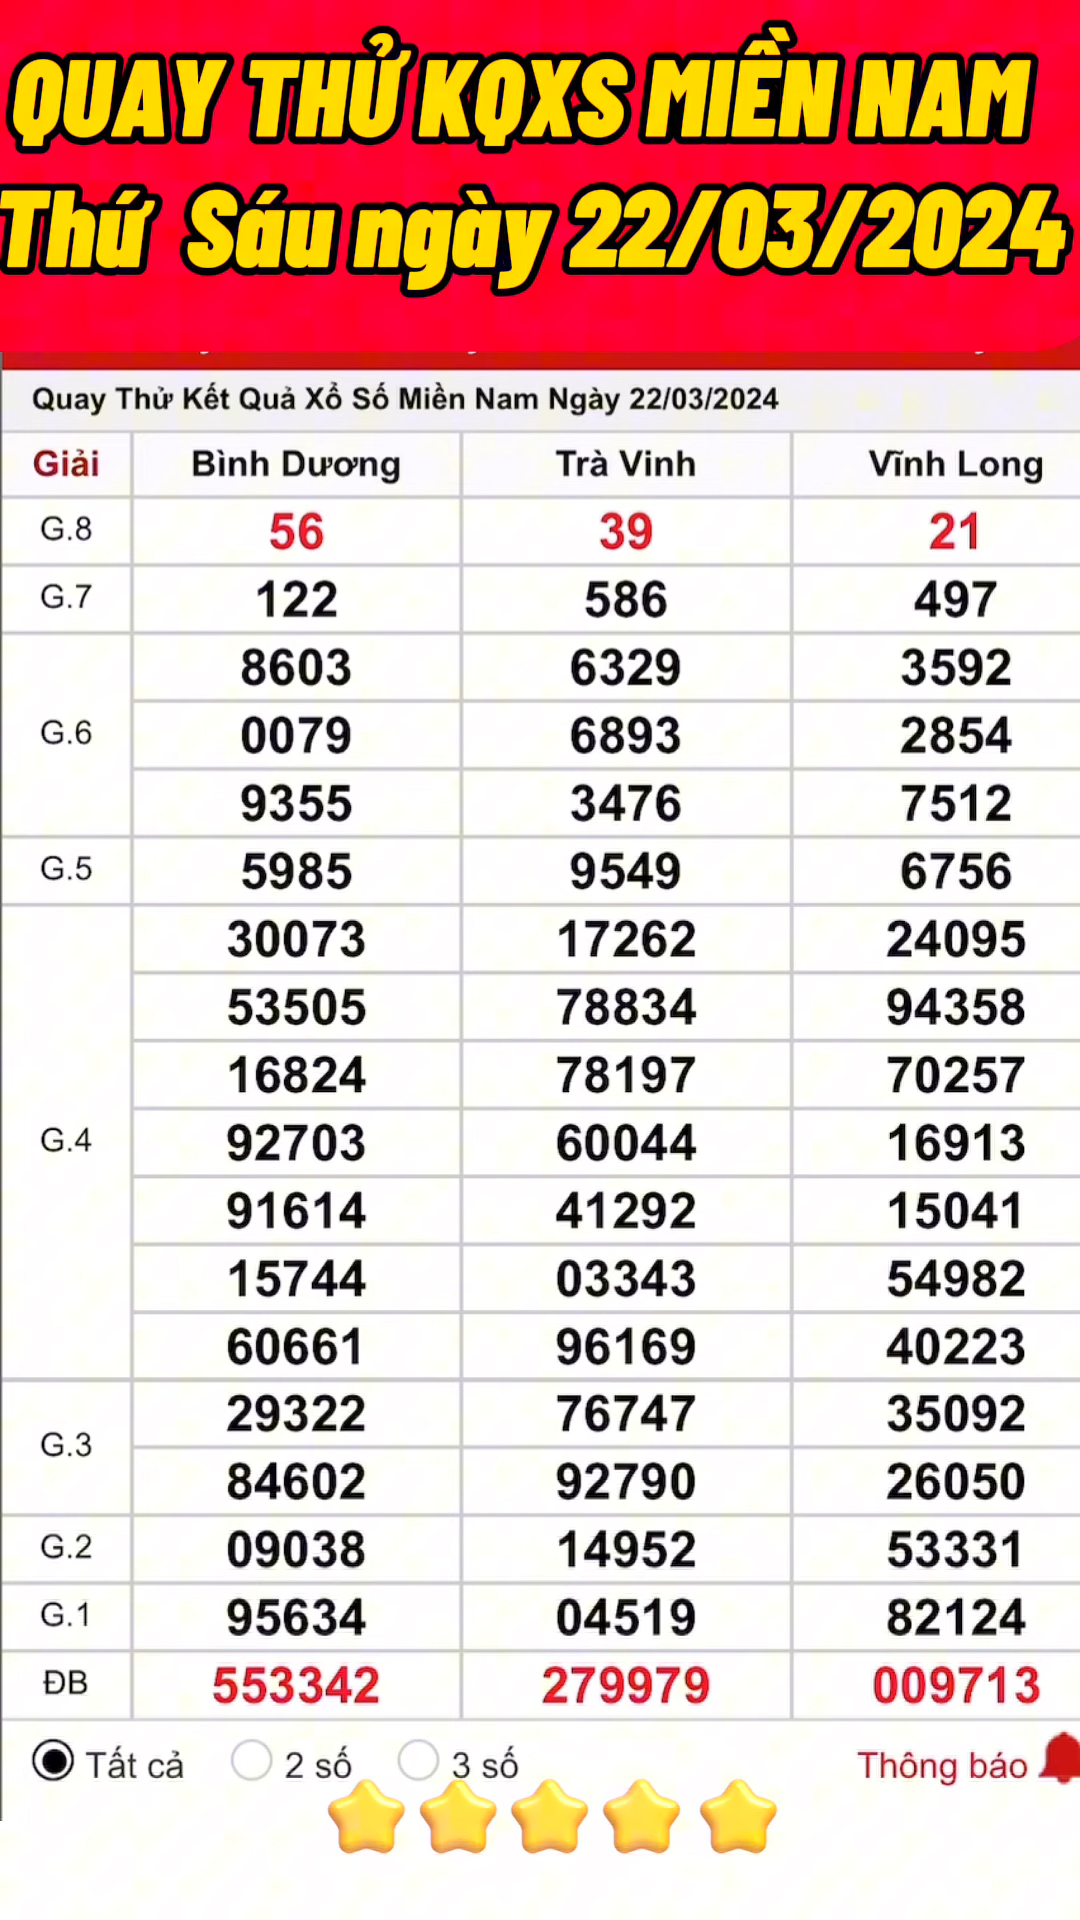 QUAY THỬ KQXS MIỀN NAM
Thứ Sáu ngày 22/03/2024
Quay Thử Kết Quả Xổ Số Miền Nam Ngày 22/03/2024
Giải Bình Dương Trà Vinh Vĩnh Long
G.8 56 39 21
G.7 122 586 497
8603 6329 3592
G.6 0079 6893 2854
9355 3476 7512
G.5 5985 9549 6756
30073 17262 24095
53505 78834 94358
16824 78197 70257
G.4 92703 60044 16913
91614 41292 15041
15744 03343 54982
60661 96169 40223
G.3 29322 76747 35092
84602 92790 26050
G.2 09038 14952 53331
G.1 95634 04519 82124
ĐB 553342 279979 009713
Tất cả 2 số 3 số Thông báo